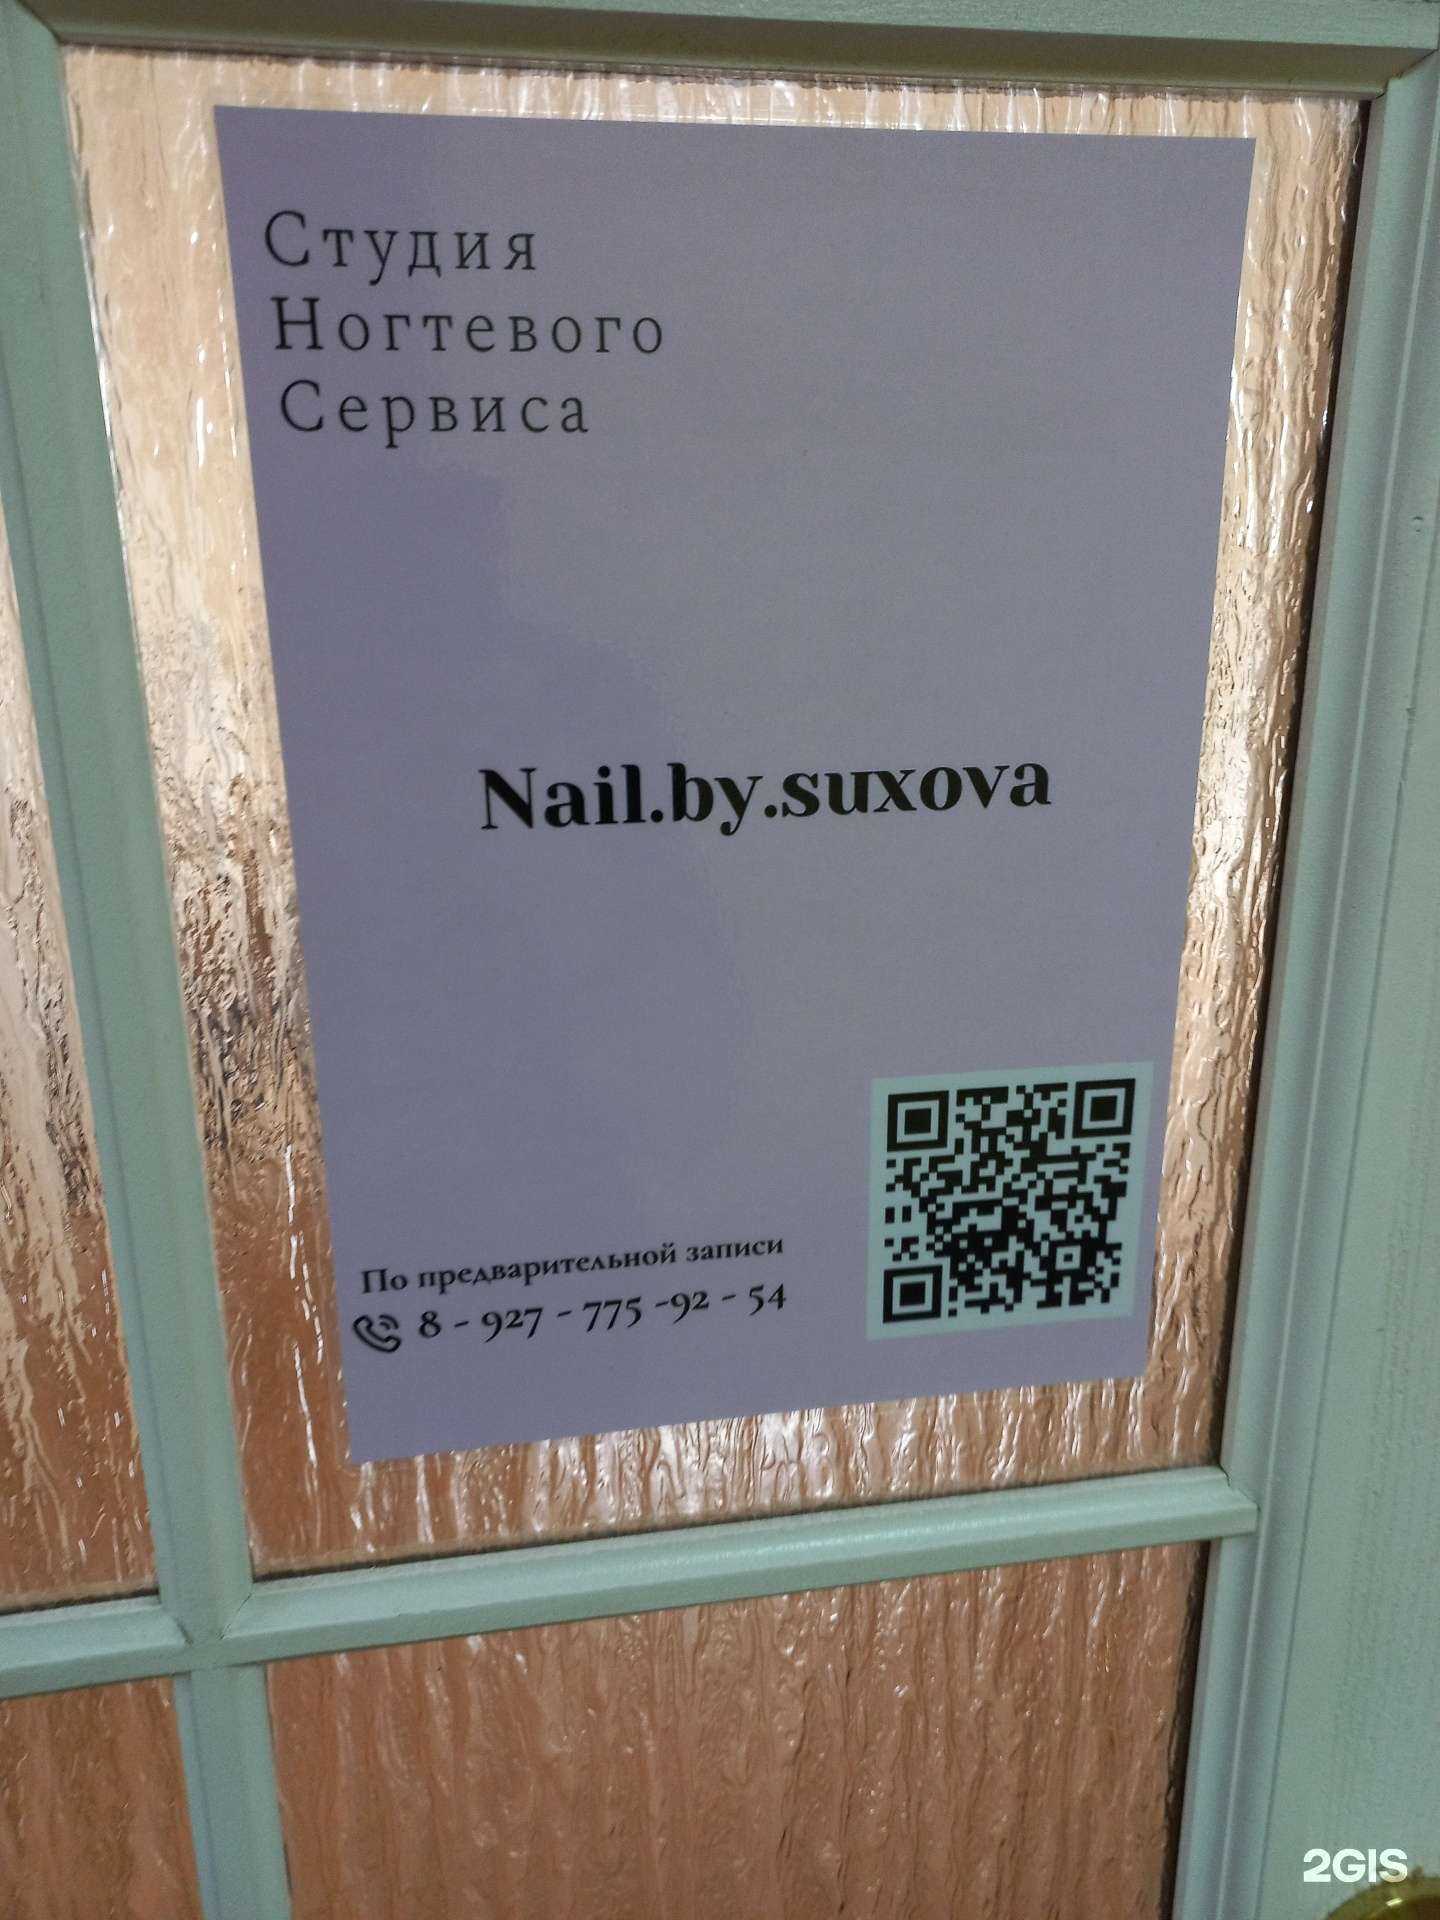 Студия
Ногтевого
Сервиса
Nail.by.suxova
По предварительной записи
8 - 927 - 775 -92 - 54
2GIS